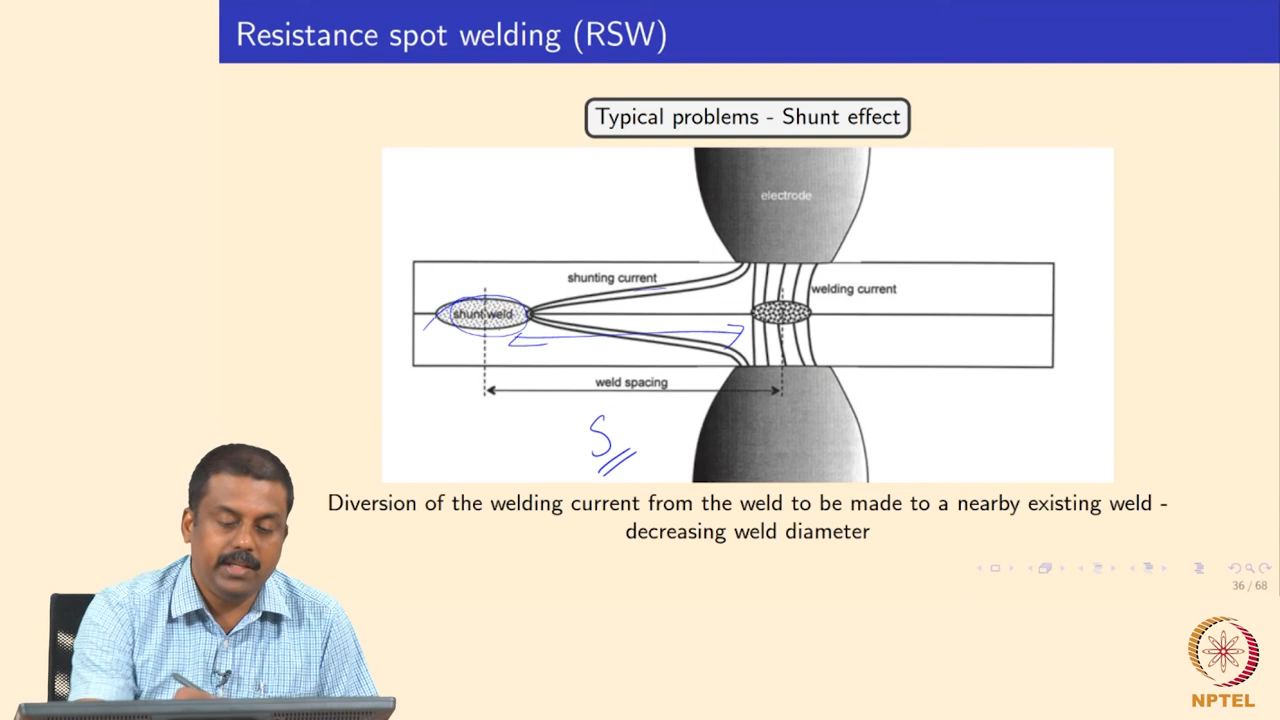 Resistance spot welding (RSW)
Typical problems - Shunt effect
electrode
shunting current
welding current
shunt weld
weld spacing
S
Diversion of the welding current from the weld to be made to a nearby existing weld -
decreasing weld diameter
36 / 68
NPTEL